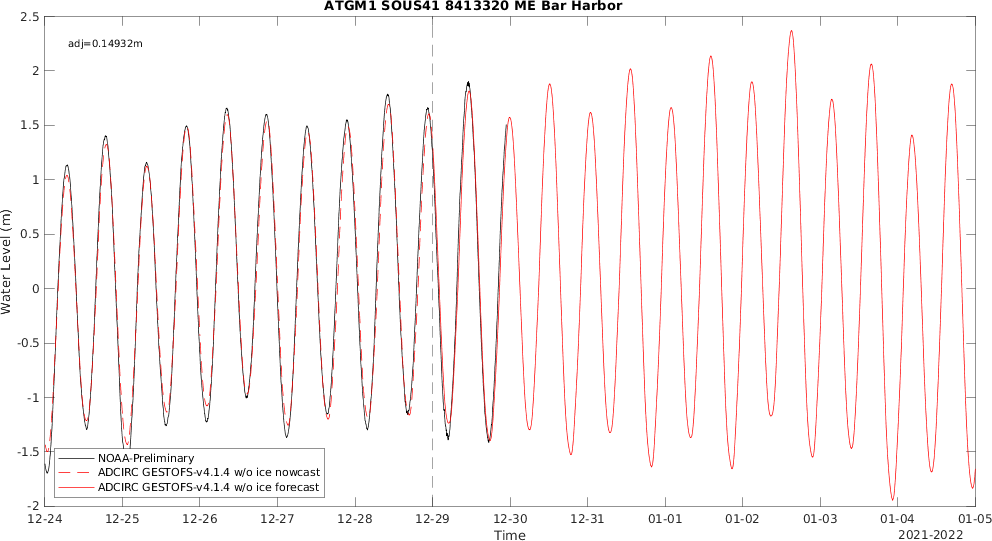 ATGM1 SOUS41 8413320 ME Bar Harbor
adj=0.14932m
Water Level (m)
2.5
2
1.5
1
0.5
0
-0.5
-1
-1.5
-2
NOAA-Preliminary
ADCIRC GESTOFS-v4.1.4 w/o ice nowcast
ADCIRC GESTOFS-v4.1.4 w/o ice forecast
12-24 12-25 12-26 12-27 12-28 12-29 12-30 12-31 01-01 01-02 01-03 01-04 01-05
Time
2021-2022